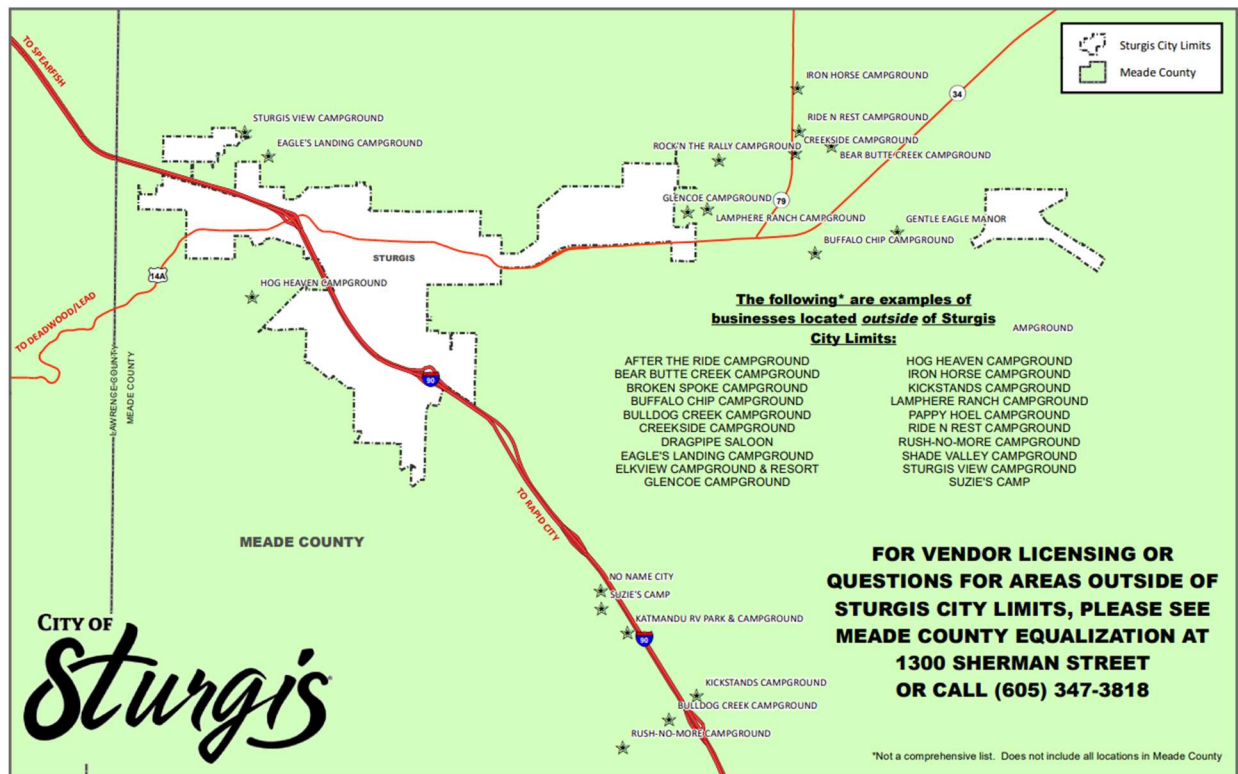 TO SPEARFISH
Sturgis City Limits
Meade County
IRON HORSE CAMPGROUND
34
STURGIS VIEW CAMPGROUND
RIDE N REST CAMPGROUND
EAGLE'S LANDING CAMPGROUND
CREEKSIDE CAMPGROUND
ROCK'N THE RALLY CAMPGROUND
BEAR BUTTE CREEK CAMPGROUND
GLENCOE CAMPGROUND
79
LAMPHERE RANCH CAMPGROUND
GENTLE EAGLE MANOR
BUFFALO CHIP CAMPGROUND
STURGIS
14A
HOG HEAVEN CAMPGROUND
TO DEADWOOD/LEAD
LAWRENCE COUNTY
MEADE COUNTY
90
The following* are examples of
businesses located outside of Sturgis
City Limits:
AMPGROUND
AFTER THE RIDE CAMPGROUND
BEAR BUTTE CREEK CAMPGROUND
BROKEN SPOKE CAMPGROUND
BUFFALO CHIP CAMPGROUND
BULLDOG CREEK CAMPGROUND
CREEKSIDE CAMPGROUND
DRAGPIPE SALOON
EAGLE'S LANDING CAMPGROUND
ELKVIEW CAMPGROUND & RESORT
GLENCOE CAMPGROUND
HOG HEAVEN CAMPGROUND
IRON HORSE CAMPGROUND
KICKSTANDS CAMPGROUND
LAMPHERE RANCH CAMPGROUND
PAPPY HOEL CAMPGROUND
RIDE N REST CAMPGROUND
RUSH-NO-MORE CAMPGROUND
SHADE VALLEY CAMPGROUND
STURGIS VIEW CAMPGROUND
SUZIE'S CAMP
TO RAPID CITY
MEADE COUNTY
NO NAME CITY
SUZIE'S CAMP
KATMANDU RV PARK & CAMPGROUND
90
KICKSTANDS CAMPGROUND
BULLDOG CREEK CAMPGROUND
RUSH-NO-MORE CAMPGROUND
FOR VENDOR LICENSING OR
QUESTIONS FOR AREAS OUTSIDE OF
STURGIS CITY LIMITS, PLEASE SEE
MEADE COUNTY EQUALIZATION AT
1300 SHERMAN STREET
OR CALL (605) 347-3818
CITY OF
Sturgis
*Not a comprehensive list. Does not include all locations in Meade County